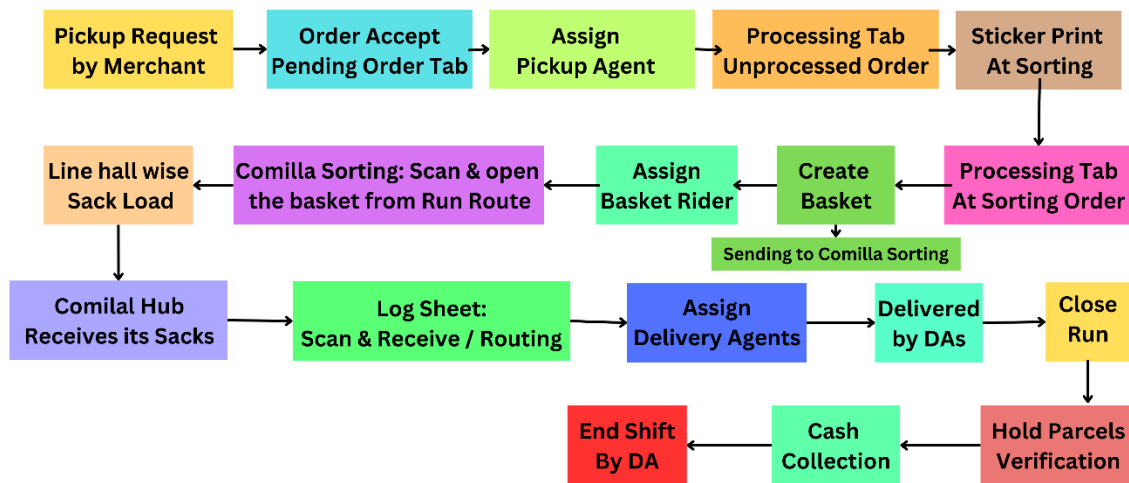 Pickup Request
by Merchant
Order Accept
Pending Order Tab
Assign
Pickup Agent
Processing Tab
Unprocessed Order
Sticker Print
At Sorting
Processing Tab
At Sorting Order
Create
Basket
Sending to Comilla Sorting
Assign
Basket Rider
Comilla Sorting: Scan & open
the basket from Run Route
Line hall wise
Sack Load
Comilal Hub
Receives its Sacks
Log Sheet:
Scan & Receive / Routing
Assign
Delivery Agents
Delivered
by DAs
Close
Run
Hold Parcels
Verification
Cash
Collection
End Shift
By DA